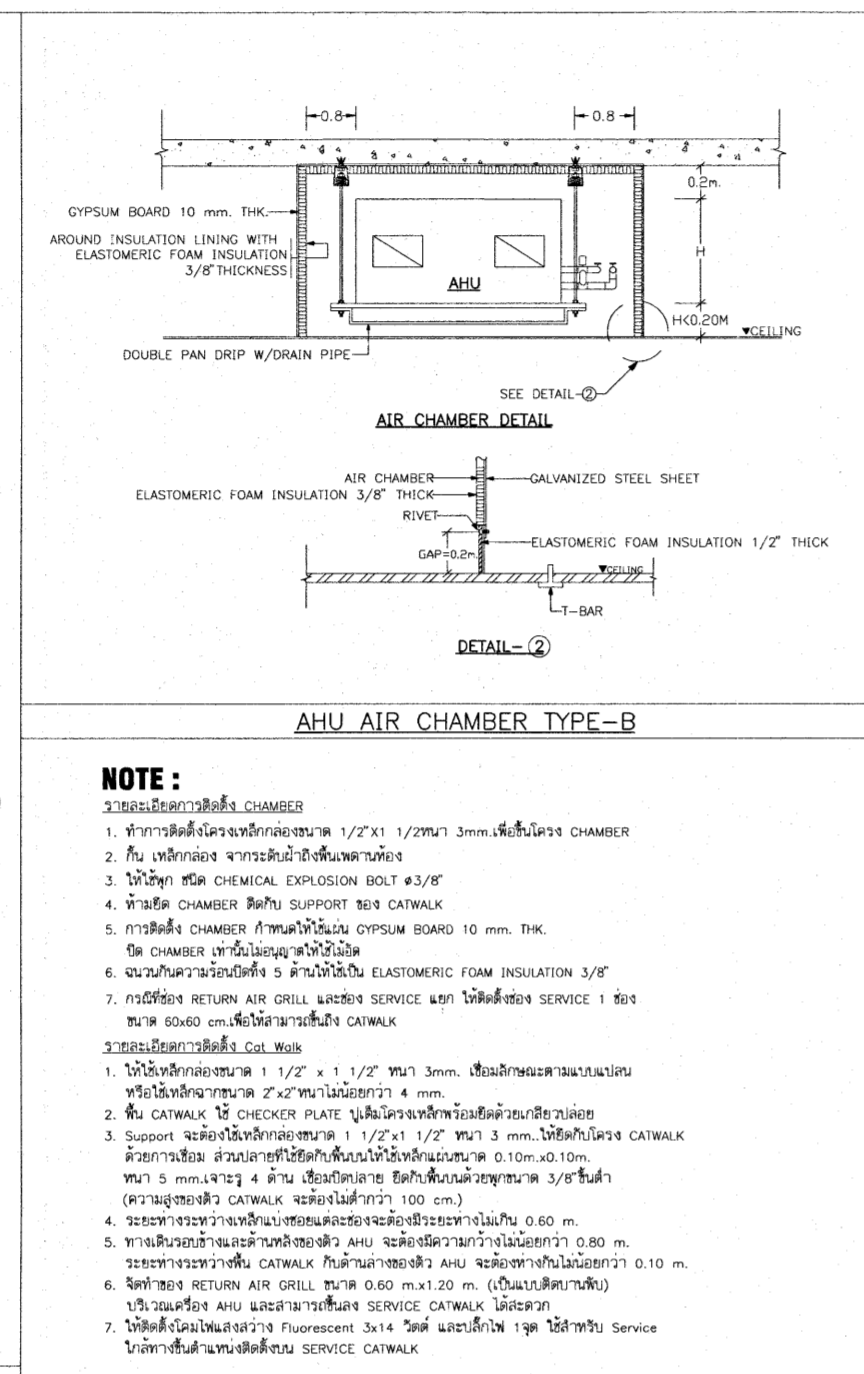 0.8
0.8
0.2m.
GYPSUM BOARD 10 mm. THK.
AROUND INSULATION LINING WITH
ELASTOMERIC FOAM INSULATION
3/8"THICKNESS
H
AHU
H<0.20M
CEILING
DOUBLE PAN DRIP W/DRAIN PIPE
SEE DETAIL-②
AIR CHAMBER DETAIL
AIR CHAMBER
GALVANIZED STEEL SHEET
ELASTOMERIC FOAM INSULATION 3/8" THICK
RIVET
ELASTOMERIC FOAM INSULATION 1/2" THICK
GAP=0.2m.
CEILING
T-BAR
DETAIL-②
AHU AIR CHAMBER TYPE-B
NOTE :
รายละเอียดการติดตั้ง CHAMBER
1. ทำการติดตั้งโครงเหล็กกล่องขนาด 1/2"X1 1/2หนา 3mm.เพื่อขึ้นโครง CHAMBER
2. กั้น เหล็กกล่อง จากระดับฝ้าถึงพื้นเพดานห้อง
3. ให้ใช้พุก ชนิด CHEMICAL EXPLOSION BOLT ø3/8"
4. ห้ามยึด CHAMBER ติดกับ SUPPORT ของ CATWALK
5. การติดตั้ง CHAMBER กำหนดให้ใช้แผ่น GYPSUM BOARD 10 mm. THK.
ปิด CHAMBER เท่านั้นไม่อนุญาตให้ใช้ไม้อัด
6. ฉนวนกันความร้อนปิดทั้ง 5 ด้านให้ใช้เป็น ELASTOMERIC FOAM INSULATION 3/8"
7. กรณีที่ช่อง RETURN AIR GRILL และช่อง SERVICE แยก ให้ติดตั้งช่อง SERVICE 1 ช่อง
ขนาด 60x60 cm.เพื่อให้สามารถขึ้นถึง CATWALK
รายละเอียดการติดตั้ง Cat Walk
1. ให้ใช้เหล็กกล่องขนาด 1 1/2" x 1 1/2" หนา 3mm. เชื่อมลักษณะตามแบบแปลน
หรือใช้เหล็กฉากขนาด 2"x2"หนาไม่น้อยกว่า 4 mm.
2. พื้น CATWALK ใช้ CHECKER PLATE ปูเต็มโครงเหล็กพร้อมยึดด้วยเกลียวปล่อย
3. Support จะต้องใช้เหล็กกล่องขนาด 1 1/2"x1 1/2" หนา 3 mm..ให้ยึดกับโครง CATWALK
ด้วยการเชื่อม ส่วนปลายที่ใช้ยึดกับพื้นบนให้ใช้เหล็กแผ่นขนาด 0.10m.x0.10m.
หนา 5 mm.เจาะรู 4 ด้าน เชื่อมปิดปลาย ยึดกับพื้นบนด้วยพุกขนาด 3/8"ขึ้นต่ำ
(ความสูงของตัว CATWALK จะต้องไม่ต่ำกว่า 100 cm.)
4. ระยะห่างระหว่างเหล็กแบ่งซอยแต่ละช่องจะต้องมีระยะห่างไม่เกิน 0.60 m.
5. ทางเดินรอบข้างและด้านหลังของตัว AHU จะต้องมีความกว้างไม่น้อยกว่า 0.80 m.
ระยะห่างระหว่างพื้น CATWALK กับด้านล่างของตัว AHU จะต้องห่างกันไม่น้อยกว่า 0.10 m.
6. จัดทำของ RETURN AIR GRILL ขนาด 0.60 m.x1.20 m. (เป็นแบบติดบานพับ)
บริเวณเครื่อง AHU และสามารถขึ้นลง SERVICE CATWALK ได้สะดวก
7. ให้ติดตั้งโคมไฟแสงสว่าง Fluorescent 3x14 วัตต์ และปลั๊กไฟ 1จุด ใช้สำหรับ Service
ใกล้ทางขึ้นตำแหน่งติดตั้งบน SERVICE CATWALK